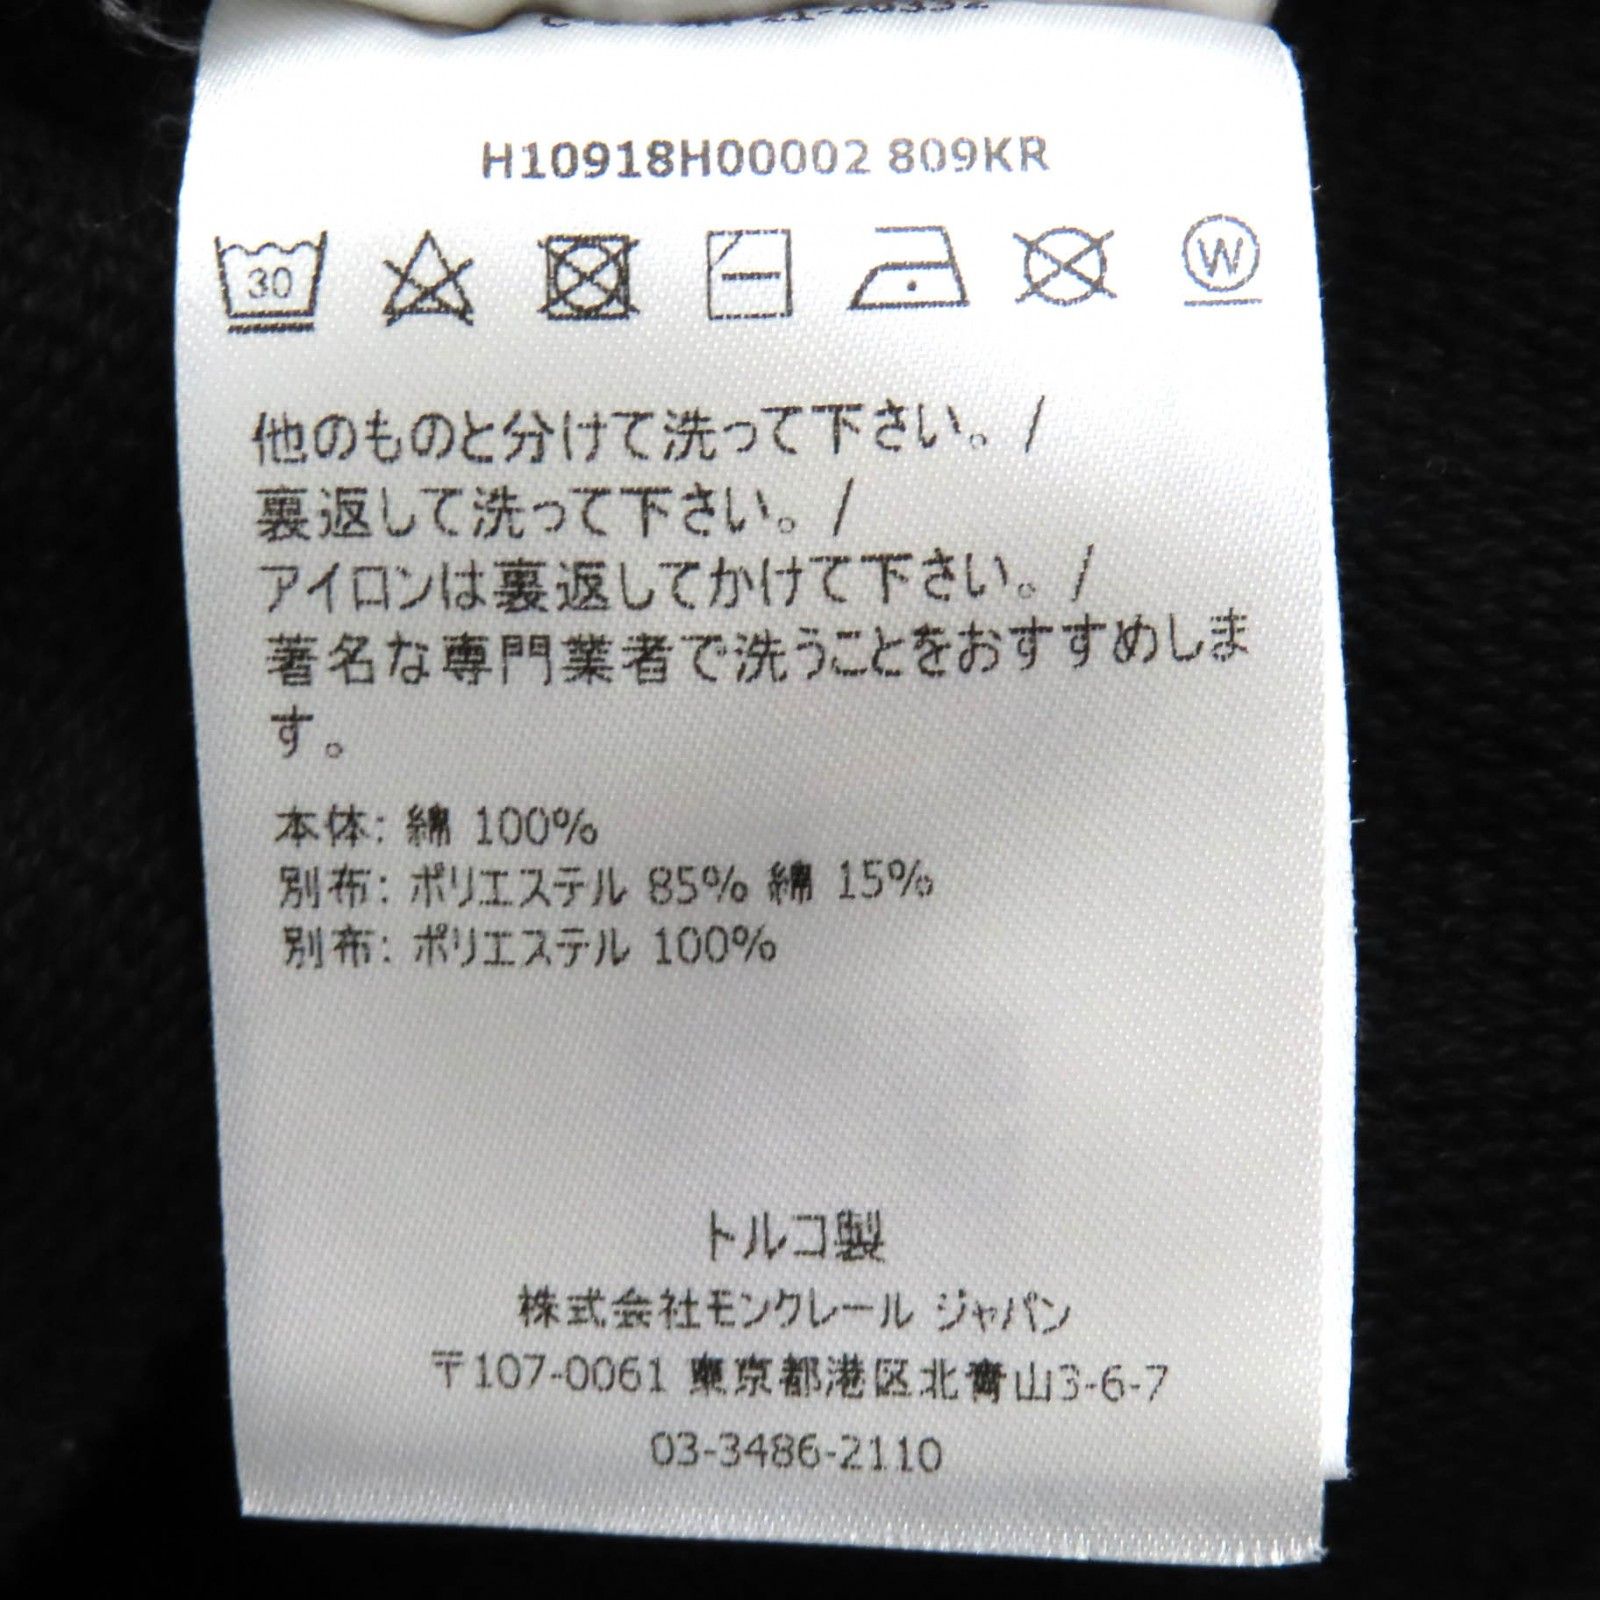 H10918H00002 809KR
30
W
他のものと分けて洗って下さい。/
裏返して洗って下さい。/
アイロンは裏返してかけて下さい。/
著名な専門業者で洗うことをおすすめしま
す。
本体: 綿 100%
別布: ポリエステル 85% 綿 15%
別布: ポリエステル 100%
トルコ製
株式会社モンクレール ジャパン
〒107-0061 東京都港区北青山3-6-7
03-3486-2110